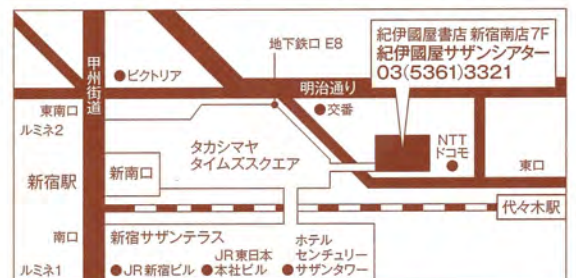 紀伊國屋書店 新宿南店7F
紀伊國屋サザンシアター
03(5361)3321
地下鉄口 E8
甲州街道
●ビクトリア
明治通り
●交番
東南口
ルミネ2
タカシマヤ
タイムズスクエア
NTT
ドコモ
●
東口
新宿駅
新南口
代々木駅
南口
新宿サザンテラス
ルミネ1
●JR新宿ビル
JR東日本
●本社ビル
ホテル
センチュリー
●サザンタワー